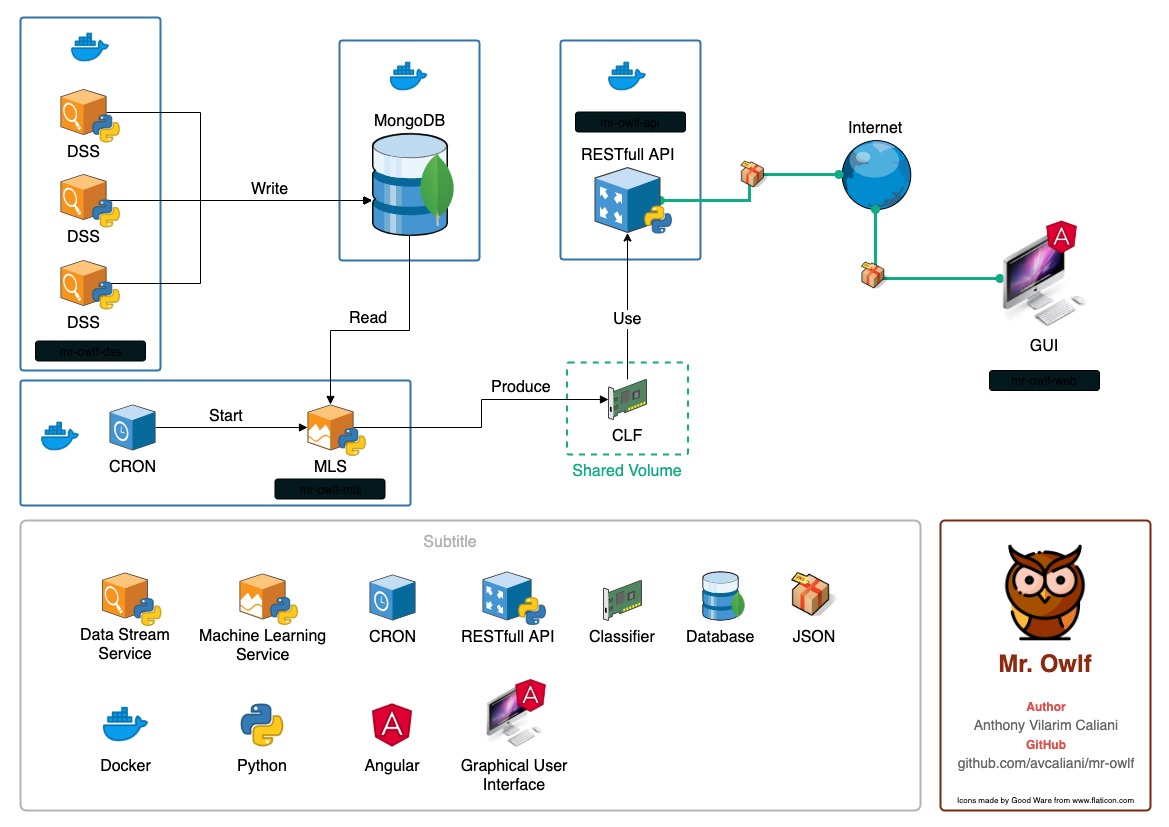 DSS
DSS
DSS
mr-owlf-dss
Write
MongoDB
Read
mr-owlf-api
RESTfull API
Internet
GUI
mr-owlf-web
Use
CRON
Start
MLS
mr-owlf-mls
Produce
CLF
Shared Volume
Subtitle
Data Stream
Service
Machine Learning
Service
CRON
RESTfull API
Classifier
Database
JSON
Docker
Python
Angular
Graphical User
Interface
Mr. Owlf
Author
Anthony Vilarim Caliani
GitHub
github.com/avcaliani/mr-owlf
Icons made by Good Ware from www.flaticon.com